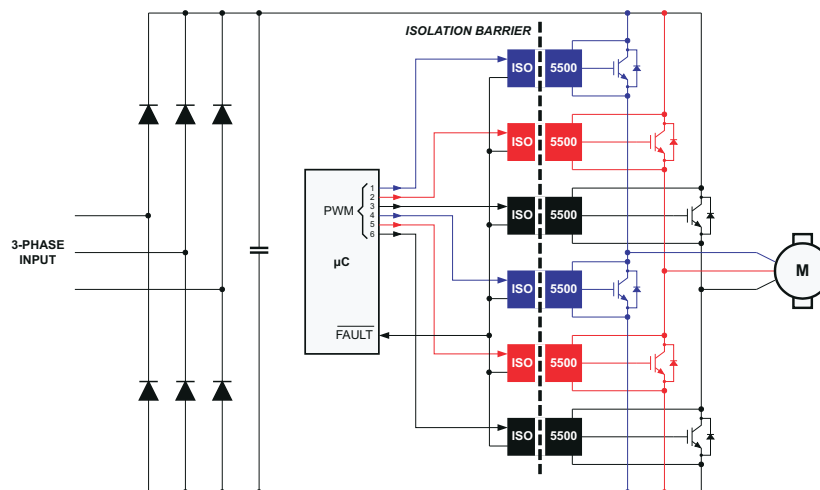 ISOLATION BARRIER
ISO 5500
ISO 5500
1
2
PWM 3
4
5
6
ISO 5500
3-PHASE
INPUT
µC
M
ISO 5500
FAULT
ISO 5500
ISO 5500